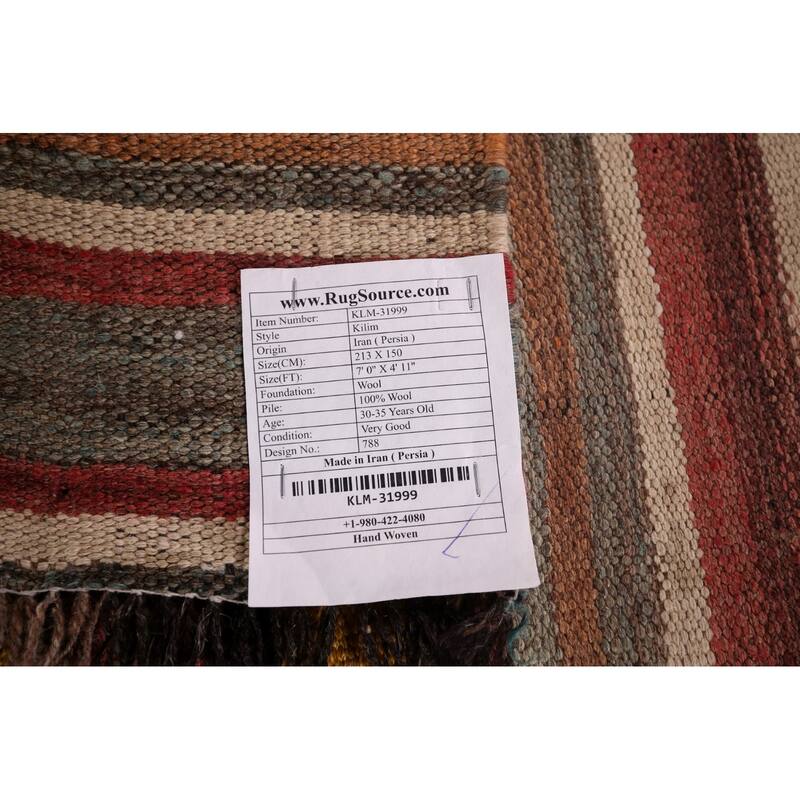 www.RugSource.com
Item Number: KLM-31999
Style Kilim
Origin Iran ( Persia )
Size(CM): 213 X 150
Size(FT): 7' 0" X 4' 11"
Foundation: Wool
Pile: 100% Wool
Age: 30-35 Years Old
Condition: Very Good
Design No.: 788
Made in Iran ( Persia )
KLM-31999
+1-980-422-4080
Hand Woven